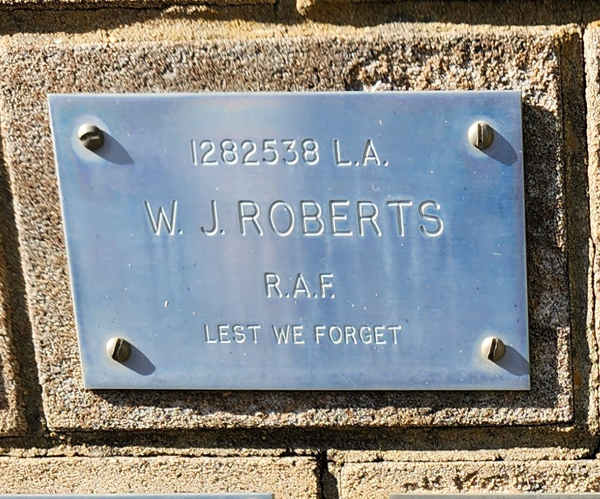 1282538 L.A.
W. J. ROBERTS
R.A.F.
LEST WE FORGET